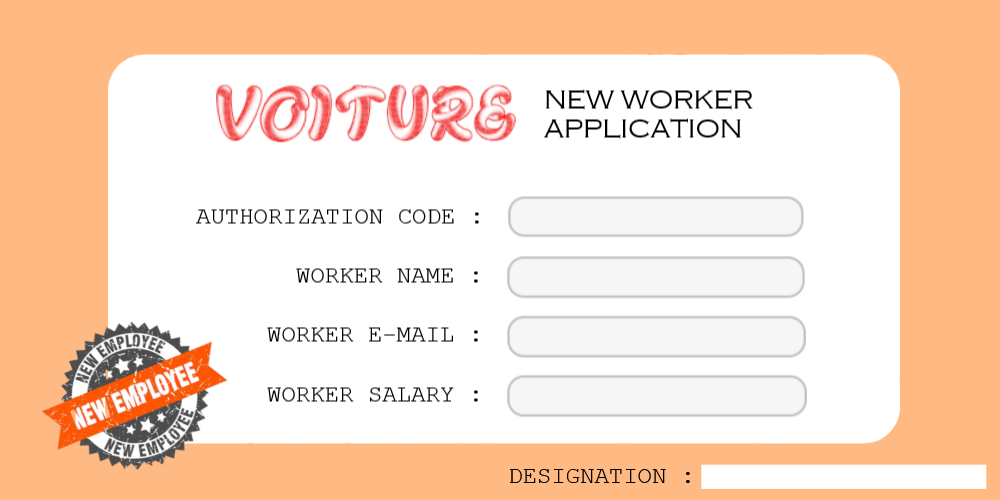 VOITURE
NEW WORKER
APPLICATION
AUTHORIZATION CODE :
WORKER NAME :
WORKER E-MAIL :
WORKER SALARY :
NEW EMPLOYEE
NEW EMPLOYEE
NEW EMPLOYEE
DESIGNATION :